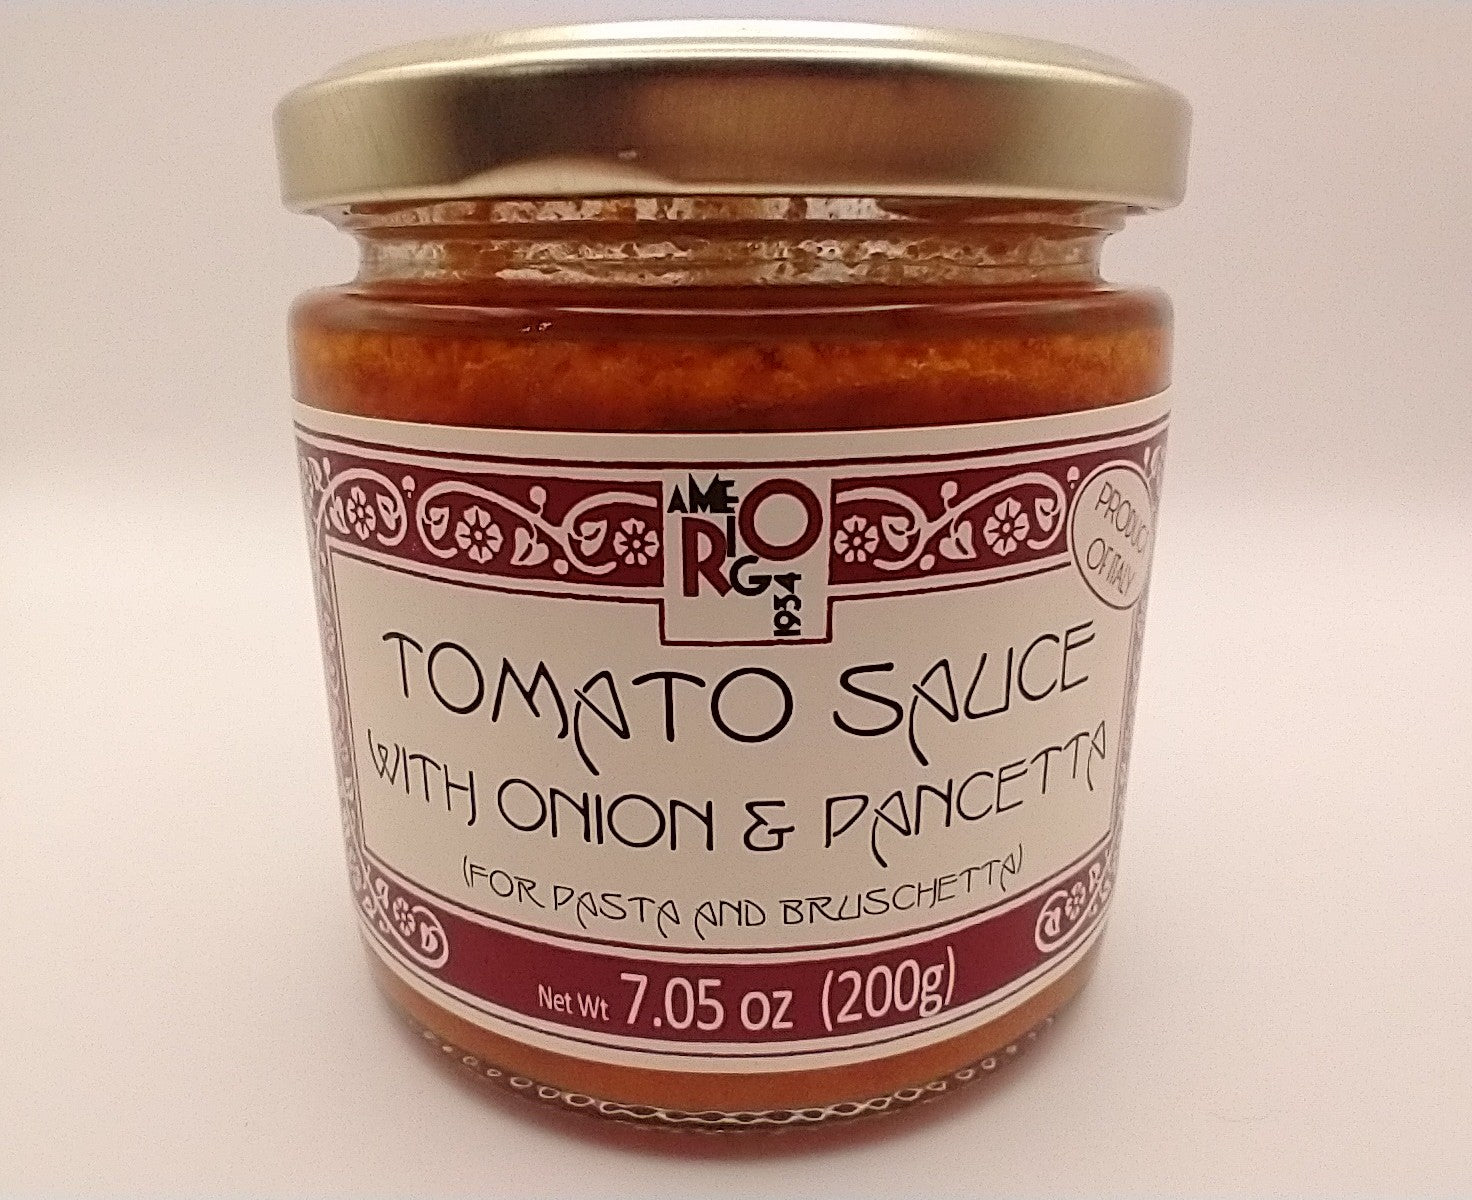 AMERIGO
1934
PRODUCT
OF ITALY
TOMATO SAUCE
WITH ONION & PANCETTA
(FOR PASTA AND BRUSCHETTA)
Net Wt 7.05 oz (200g)